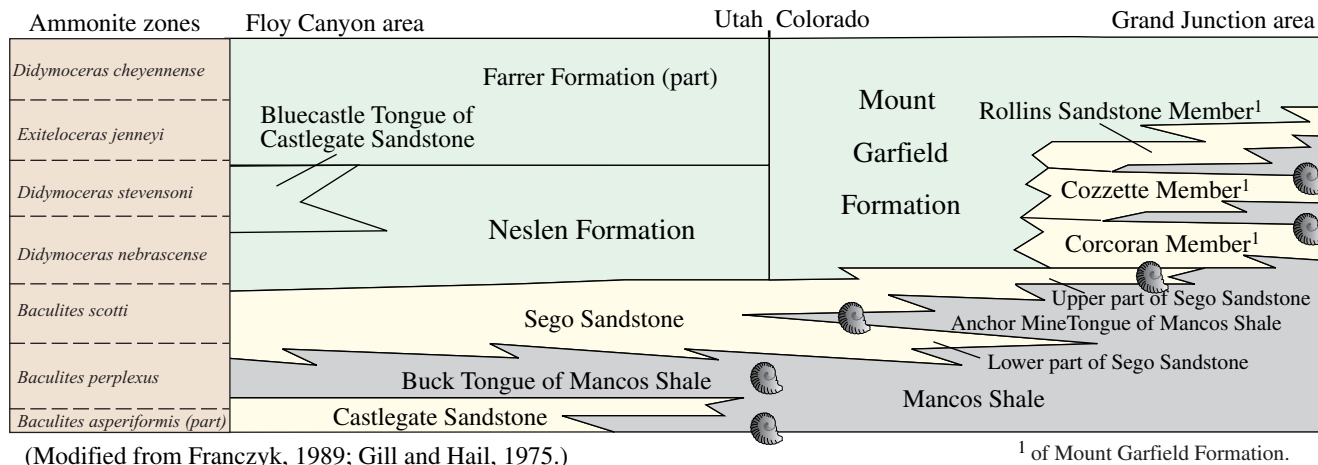 Ammonite zones
Floy Canyon area
Utah
Colorado
Grand Junction area
Didymoceras cheyennense
Exiteloceras jenneyi
Didymoceras stevensoni
Didymoceras nebrascense
Baculites scotti
Baculites perplexus
Baculites asperiformis (part)
Farrer Formation (part)
Bluecastle Tongue of
Castlegate Sandstone
Neslen Formation
Mount
Garfield
Formation
Rollins Sandstone Member1
Cozzette Member1
Corcoran Member1
Upper part of Sego Sandstone
Sego Sandstone
Anchor MineTongue of Mancos Shale
Lower part of Sego Sandstone
Buck Tongue of Mancos Shale
Mancos Shale
Castlegate Sandstone
(Modified from Franczyk, 1989; Gill and Hail, 1975.)
1 of Mount Garfield Formation.